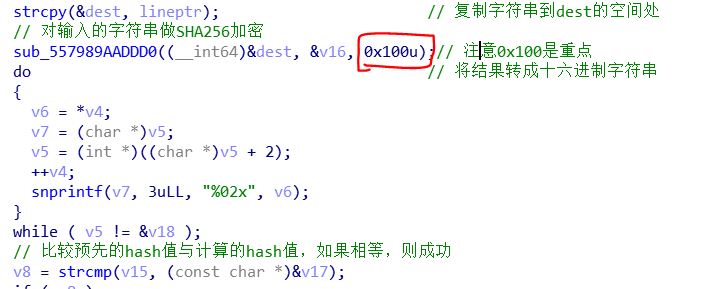 strcpy(&dest, lineptr); // 复制字符串到dest的空间处
// 对输入的字符串做SHA256加密
sub_557989AADDD0((__int64)&dest, &v16, 0x100u);// 注意0x100是重点
do // 将结果转成十六进制字符串
{
v6 = *v4;
v7 = (char *)v5;
v5 = (int *)((char *)v5 + 2);
++v4;
snprintf(v7, 3uLL, "%02x", v6);
}
while ( v5 != &v18 );
// 比较预先的hash值与计算的hash值，如果相等，则成功
v8 = strcmp(v15, (const char *)&v17);